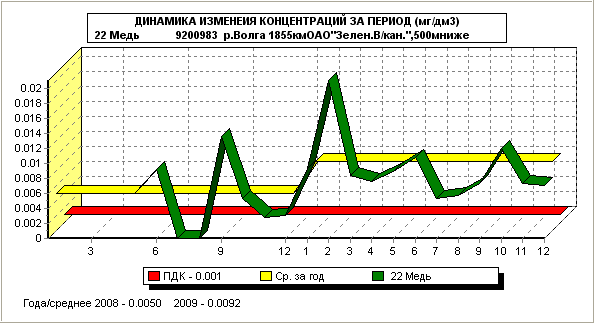 ДИНАМИКА ИЗМЕНЕИЯ КОНЦЕНТРАЦИЙ ЗА ПЕРИОД (мг/дм3)
22 Медь 9200983 р.Волга 1855кмОАО"Зелен.В/кан.",500мниже
0.02
0.018
0.016
0.014
0.012
0.01
0.008
0.006
0.004
0.002
0
3 6 9 12 1 2 3 4 5 6 7 8 9 10 11 12
ПДК - 0.001 Ср. за год 22 Медь
Года/среднее 2008 - 0.0050 2009 - 0.0092